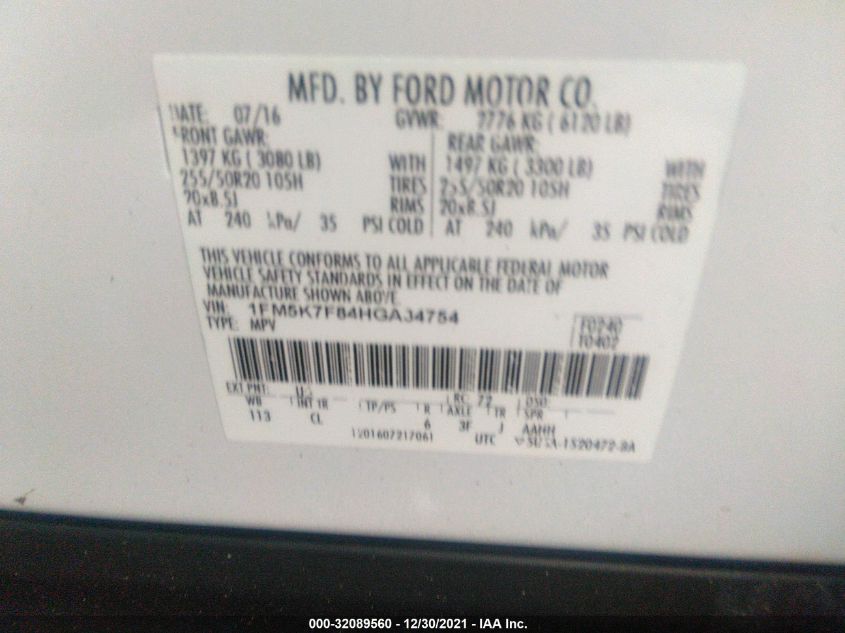 MFD. BY FORD MOTOR CO.
DATE: 07/16 GVWR: 2776 KG ( 6120 LB)
FRONT GAWR: REAR GAWR:
1397 KG ( 3080 LB) WITH 1497 KG ( 3300 LB) WITH
255/50R20 105H TIRES 255/50R20 105H TIRES
20x8.5J RIMS 20x8.5J RIMS
AT 240 kPa/ 35 PSI COLD AT 240 kPa/ 35 PSI COLD
THIS VEHICLE CONFORMS TO ALL APPLICABLE FEDERAL MOTOR
VEHICLE SAFETY STANDARDS IN EFFECT ON THE DATE OF
MANUFACTURE SHOWN ABOVE.
VIN: 1FM5K7F84HGA34754
TYPE: MPV
F0240
T0402
EXT PNT: RC: 72 DSO:
WB INT TR TP/PS R AXLE TR SPR
113 CL 6 3F J AAHH
1201607217061 UTC
000-32089560 - 12/30/2021 - IAA Inc.